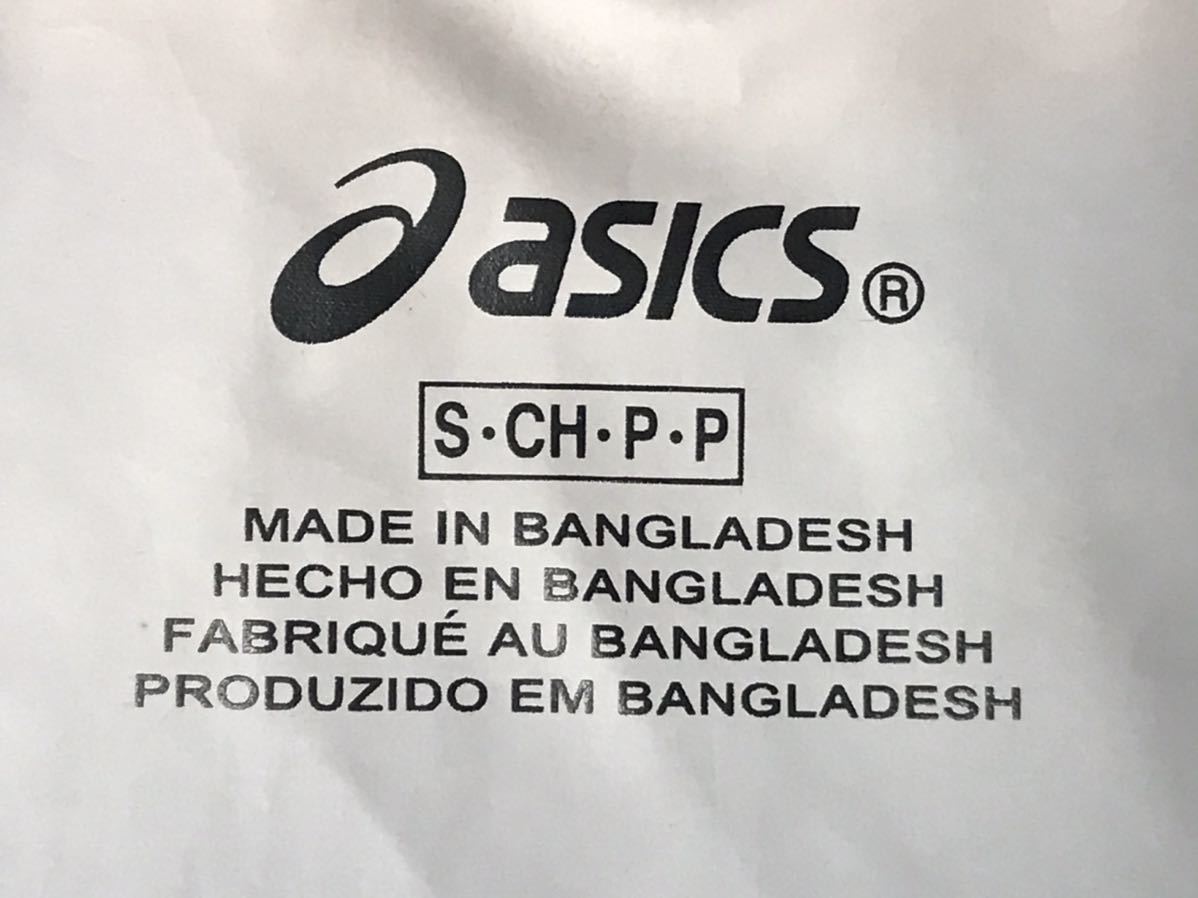 asics®
S·CH·P·P
MADE IN BANGLADESH
HECHO EN BANGLADESH
FABRIQUÉ AU BANGLADESH
PRODUZIDO EM BANGLADESH